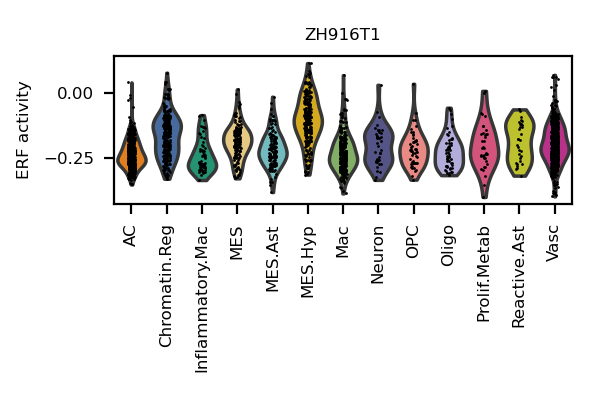 ZH916T1
ERF activity
0.00
−0.25
AC
Chromatin.Reg
Inflammatory.Mac
MES
MES.Ast
MES.Hyp
Mac
Neuron
OPC
Oligo
Prolif.Metab
Reactive.Ast
Vasc